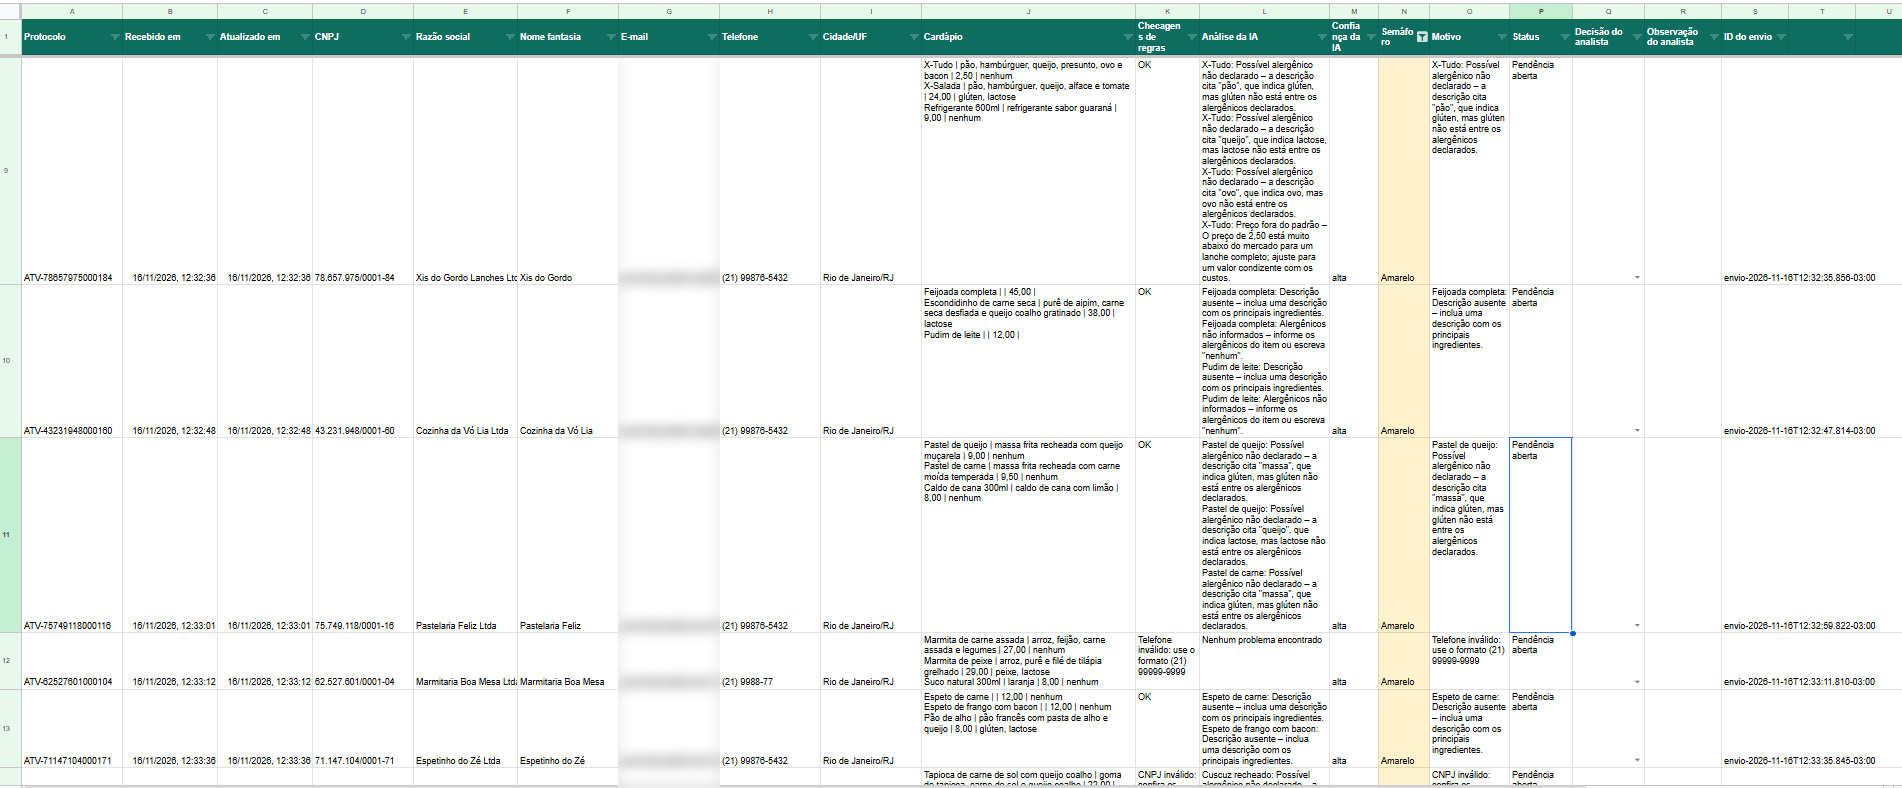 A B C D E F G H I J K L M N O P Q R S T U
1 Protocolo Recebido em Atualizado em CNPJ Razão social Nome fantasia E-mail Telefone Cidade/UF Cardápio Checagen s de regras Análise da IA Confia nça da IA Semáfo ro Motivo Status Decisão do analista Observação do analista ID do envio
9
ATV-78657975000184
16/11/2026, 12:32:36
16/11/2026, 12:32:36
78.657.975/0001-84
Xis do Gordo Lanches Ltd
Xis do Gordo
(21) 99876-5432
Rio de Janeiro/RJ
X-Tudo | pão, hambúrguer, queijo, presunto, ovo e
bacon | 2,50 | nenhum
X-Salada | pão, hambúrguer, queijo, alface e tomate
| 24,00 | glúten, lactose
Refrigerante 600ml | refrigerante sabor guaraná |
9,00 | nenhum
OK
X-Tudo: Possível alergênico
não declarado – a descrição
cita "pão", que indica glúten,
mas glúten não está entre os
alergênicos declarados.
X-Tudo: Possível alergênico
não declarado – a descrição
cita "queijo", que indica lactose,
mas lactose não está entre os
alergênicos declarados.
X-Tudo: Possível alergênico
não declarado – a descrição
cita "ovo", que indica ovo, mas
ovo não está entre os
alergênicos declarados.
X-Tudo: Preço fora do padrão –
O preço de 2,50 está muito
abaixo do mercado para um
lanche completo; ajuste para
um valor condizente com os
custos.
alta
Amarelo
X-Tudo: Possível
alergênico não
declarado – a
descrição cita
"pão", que indica
glúten, mas
glúten não está
entre os
alergênicos
declarados.
Pendência
aberta
envio-2026-11-16T12:32:35.856-03:00
10
ATV-43231948000160
16/11/2026, 12:32:48
16/11/2026, 12:32:48
43.231.948/0001-60
Cozinha da Vó Lia Ltda
Cozinha da Vó Lia
(21) 99876-5432
Rio de Janeiro/RJ
Feijoada completa | | 45,00 |
Escondidinho de carne seca | purê de aipim, carne
seca desfiada e queijo coalho gratinado | 38,00 |
lactose
Pudim de leite | | 12,00 |
OK
Feijoada completa: Descrição
ausente – inclua uma descrição
com os principais ingredientes.
Feijoada completa: Alergênicos
não informados – informe os
alergênicos do item ou escreva
"nenhum".
Pudim de leite: Descrição
ausente – inclua uma descrição
com os principais ingredientes.
Pudim de leite: Alergênicos não
informados – informe os
alergênicos do item ou escreva
"nenhum".
alta
Amarelo
Feijoada completa:
Descrição ausente
– inclua uma
descrição com os
principais
ingredientes.
Pendência
aberta
envio-2026-11-16T12:32:47.814-03:00
11
ATV-75749118000116
16/11/2026, 12:33:01
16/11/2026, 12:33:01
75.749.118/0001-16
Pastelaria Feliz Ltda
Pastelaria Feliz
(21) 99876-5432
Rio de Janeiro/RJ
Pastel de queijo | massa frita recheada com queijo
muçarela | 9,00 | nenhum
Pastel de carne | massa frita recheada com carne
moída temperada | 9,50 | nenhum
Caldo de cana 300ml | caldo de cana com limão |
8,00 | nenhum
OK
Pastel de queijo: Possível
alergênico não declarado – a
descrição cita "massa", que
indica glúten, mas glúten não
está entre os alergênicos
declarados.
Pastel de queijo: Possível
alergênico não declarado – a
descrição cita "queijo", que
indica lactose, mas lactose não
está entre os alergênicos
declarados.
Pastel de carne: Possível
alergênico não declarado – a
descrição cita "massa", que
indica glúten, mas glúten não
está entre os alergênicos
declarados.
alta
Amarelo
Pastel de queijo:
Possível
alergênico não
declarado – a
descrição cita
"massa", que
indica glúten, mas
glúten não está
entre os
alergênicos
declarados.
Pendência
aberta
envio-2026-11-16T12:32:59.822-03:00
12
ATV-62527601000104
16/11/2026, 12:33:12
16/11/2026, 12:33:12
62.527.601/0001-04
Marmitaria Boa Mesa Ltd
Marmitaria Boa Mesa
(21) 9988-77
Rio de Janeiro/RJ
Marmita de carne assada | arroz, feijão, carne
assada e legumes | 27,00 | nenhum
Marmita de peixe | arroz, purê e filé de tilápia
grelhado | 29,00 | peixe, lactose
Suco natural 300ml | laranja | 8,00 | nenhum
Telefone
inválido: use o
formato (21)
99999-9999
Nenhum problema encontrado
alta
Amarelo
Telefone inválido:
use o formato (21)
99999-9999
Pendência
aberta
envio-2026-11-16T12:33:11.810-03:00
13
ATV-71147104000171
16/11/2026, 12:33:36
16/11/2026, 12:33:36
71.147.104/0001-71
Espetinho do Zé Ltda
Espetinho do Zé
(21) 99876-5432
Rio de Janeiro/RJ
Espeto de carne | | 12,00 | nenhum
Espeto de frango com bacon | | 12,00 | nenhum
Pão de alho | pão francês com pasta de alho e
queijo | 8,00 | glúten, lactose
OK
Espeto de carne: Descrição
ausente – inclua uma descrição
com os principais ingredientes.
Espeto de frango com bacon:
Descrição ausente – inclua
uma descrição com os
principais ingredientes.
alta
Amarelo
Espeto de carne:
Descrição ausente
– inclua uma
descrição com os
principais
ingredientes.
Pendência
aberta
envio-2026-11-16T12:33:35.845-03:00
Tapioca de carne de sol com queijo coalho | goma
CNPJ inválido:
Cuscuz recheado: Possível
CNPJ inválido:
Pendência